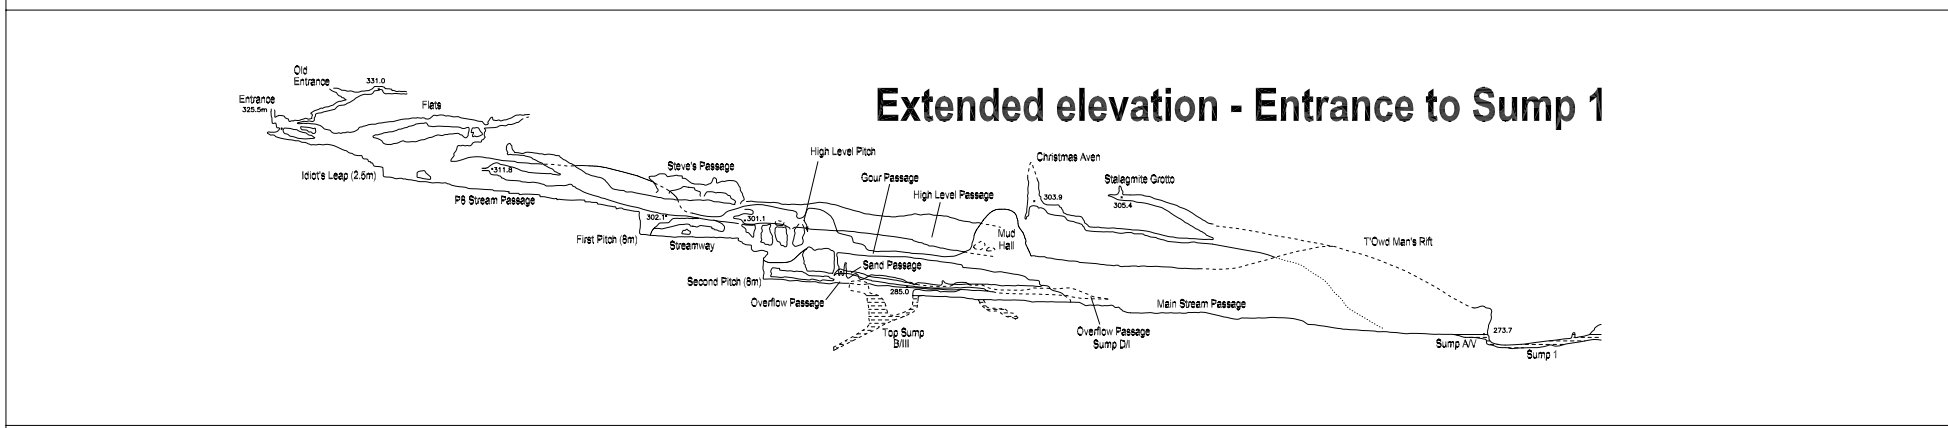 Extended elevation - Entrance to Sump 1
Old
Entrance
331.0
Entrance
325.5m
Flats
Idiot's Leap (2.5m)
311.8
P8 Stream Passage
Steve's Passage
High Level Pitch
Gour Passage
High Level Passage
Christmas Aven
303.9
Stalagmite Grotto
305.4
302.1
301.1
First Pitch (8m)
Streamway
Mud
Hall
T'Owd Man's Rift
Second Pitch (8m)
Sand Passage
Overflow Passage
285.0
Main Stream Passage
Top Sump
B/III
Overflow Passage
Sump D/I
273.7
Sump A/V
Sump 1